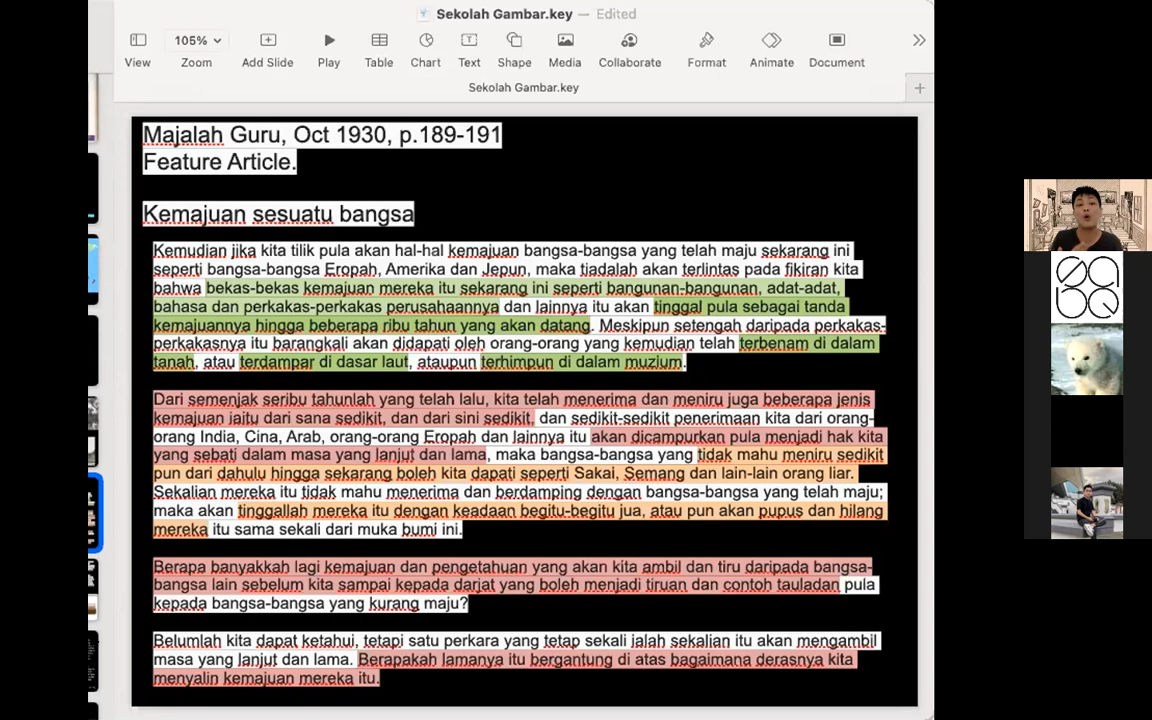 Sekolah Gambar.key — Edited
105%
View
Zoom
Add Slide
Play
Table
Chart
Text
Shape
Media
Collaborate
Format
Animate
Document
Sekolah Gambar.key
Majalah Guru, Oct 1930, p.189-191
Feature Article.
Kemajuan sesuatu bangsa
Kemudian jika kita tilik pula akan hal-hal kemajuan bangsa-bangsa yang telah maju sekarang ini
seperti bangsa-bangsa Eropah, Amerika dan Jepun, maka tiadalah akan terlintas pada fikiran kita
bahwa bekas-bekas kemajuan mereka itu sekarang ini seperti bangunan-bangunan, adat-adat,
bahasa dan perkakas-perkakas perusahaannya dan lainnya itu akan tinggal pula sebagai tanda
kemajuannya hingga beberapa ribu tahun yang akan datang. Meskipun setengah daripada perkakas-
perkakasnya itu barangkali akan didapati oleh orang-orang yang kemudian telah terbenam di dalam
tanah, atau terdampar di dasar laut, ataupun terhimpun di dalam muzlum.
Dari semenjak seribu tahunlah yang telah lalu, kita telah menerima dan meniru juga beberapa jenis
kemajuan iaitu dari sana sedikit, dan dari sini sedikit, dan sedikit-sedikit penerimaan kita dari orang-
orang India, Cina, Arab, orang-orang Eropah dan lainnya itu akan dicampurkan pula menjadi hak kita
yang sebati dalam masa yang lanjut dan lama, maka bangsa-bangsa yang tidak mahu meniru sedikit
pun dari dahulu hingga sekarang boleh kita dapati seperti Sakai, Semang dan lain-lain orang liar.
Sekalian mereka itu tidak mahu menerima dan berdamping dengan bangsa-bangsa yang telah maju;
maka akan tinggallah mereka itu dengan keadaan begitu-begitu jua, atau pun akan pupus dan hilang
mereka itu sama sekali dari muka bumi ini.
Berapa banyakkah lagi kemajuan dan pengetahuan yang akan kita ambil dan tiru daripada bangsa-
bangsa lain sebelum kita sampai kepada darjat yang boleh menjadi tiruan dan contoh tauladan pula
kepada bangsa-bangsa yang kurang maju?
Belumlah kita dapat ketahui, tetapi satu perkara yang tetap sekali ialah sekalian itu akan mengambil
masa yang lanjut dan lama. Berapakah lamanya itu bergantung di atas bagaimana derasnya kita
menyalin kemajuan mereka itu.